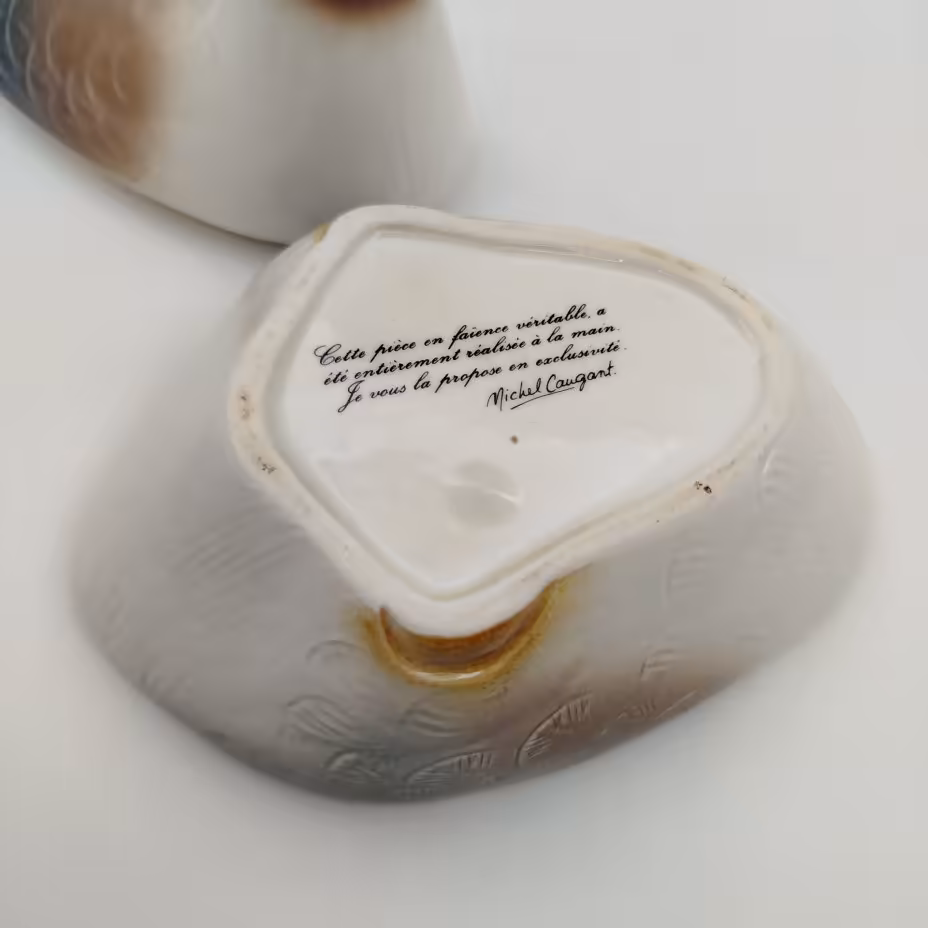 Cette pièce en faïence véritable, a
été entièrement réalisée à la main.
Je vous la propose en exclusivité.
Michel Caugant.